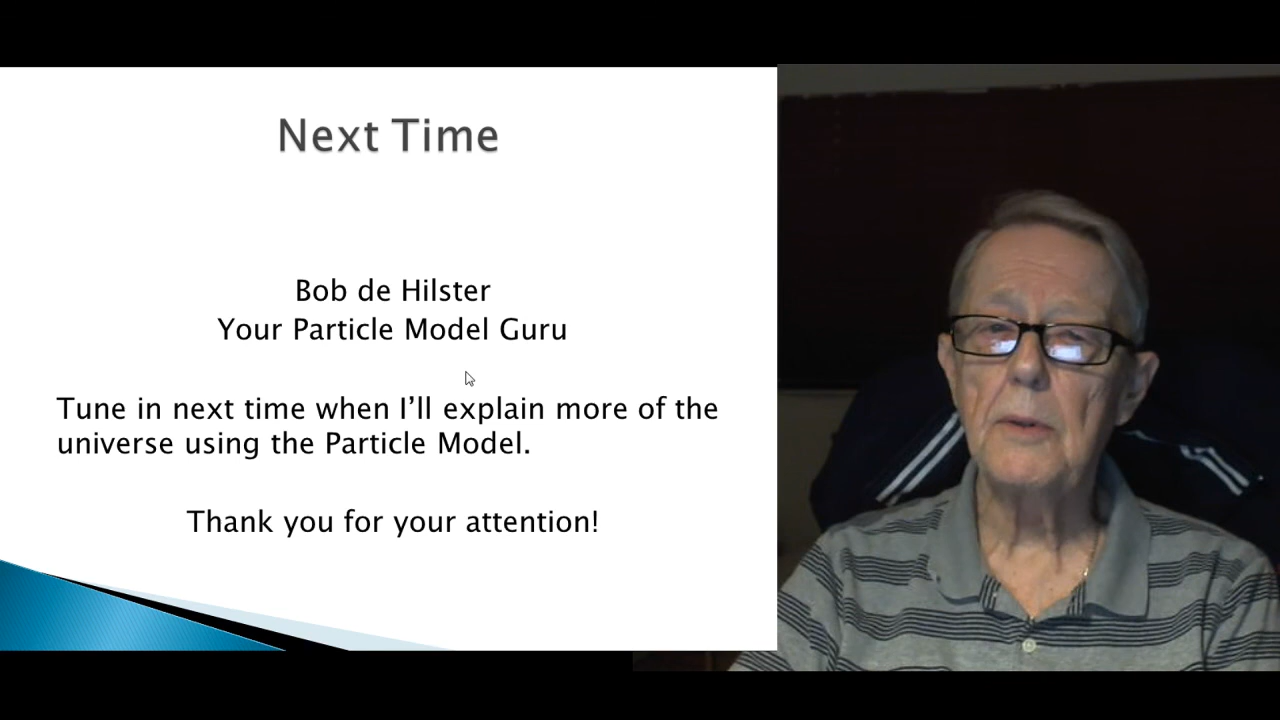 Next Time
Bob de Hilster
Your Particle Model Guru
Tune in next time when I’ll explain more of the
universe using the Particle Model.
Thank you for your attention!